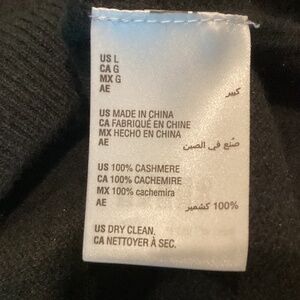 US L
CA G
MX G
AE كبير
US MADE IN CHINA
CA FABRIQUÉ EN CHINE
MX HECHO EN CHINA
AE صنع في الصين
US 100% CASHMERE
CA 100% CACHEMIRE
MX 100% cachemira
AE 100% كشمير
US DRY CLEAN.
CA NETTOYER À SEC.